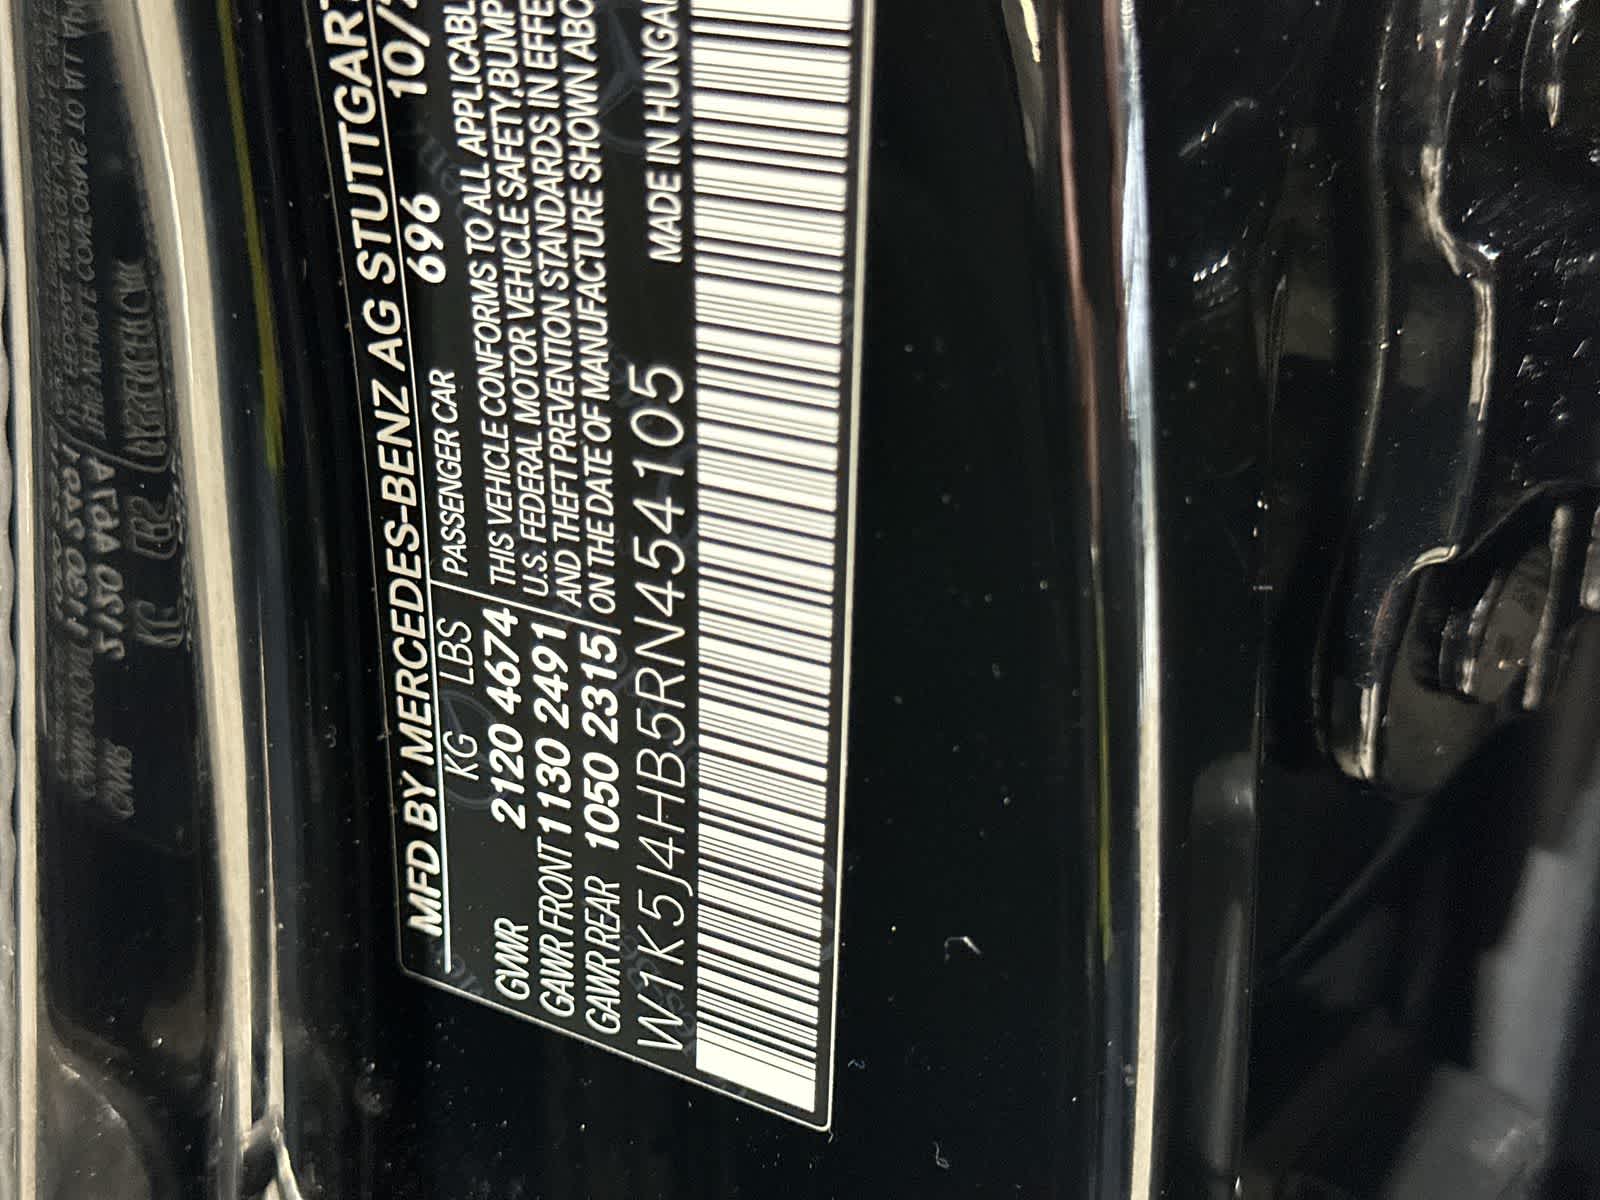 MFD BY MERCEDES-BENZ AG STUTTGART
KG LBS
PASSENGER CAR
696 10/
GVWR 2120 4674
GAWR FRONT 1130 2491
GAWR REAR 1050 2315
THIS VEHICLE CONFORMS TO ALL APPLICABL
U.S. FEDERAL MOTOR VEHICLE SAFETY, BUMP
AND THEFT PREVENTION STANDARDS IN EFFE
ON THE DATE OF MANUFACTURE SHOWN ABO
MADE IN HUNGA
W1K5J4HB5RN454105